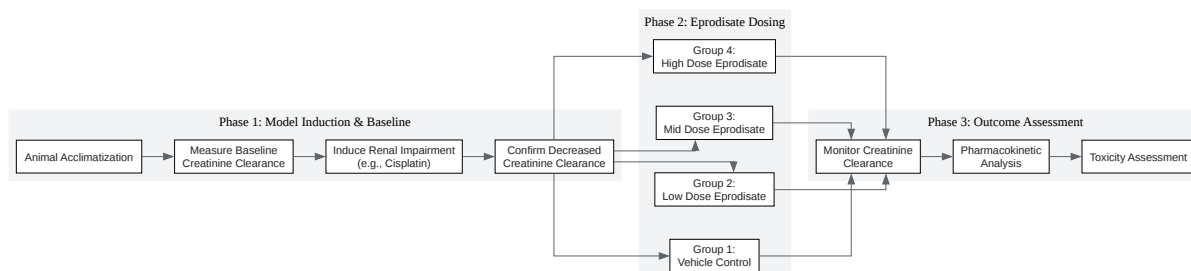 Phase 1: Model Induction & Baseline
Animal Acclimatization
Measure Baseline
Creatinine Clearance
Induce Renal Impairment
(e.g., Cisplatin)
Confirm Decreased
Creatinine Clearance
Phase 2: Eprodisate Dosing
Group 4:
High Dose Eprodisate
Group 3:
Mid Dose Eprodisate
Group 2:
Low Dose Eprodisate
Group 1:
Vehicle Control
Phase 3: Outcome Assessment
Monitor Creatinine
Clearance
Pharmacokinetic
Analysis
Toxicity Assessment